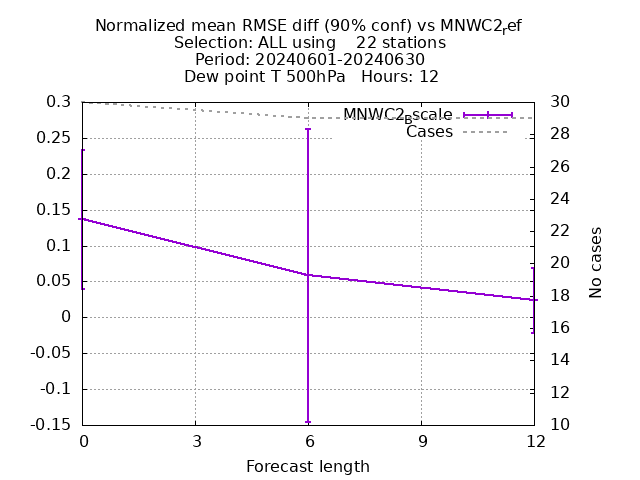 Normalized mean RMSE diff (90% conf) vs MNWC2ref
Selection: ALL using    22 stations
Period: 20240601-20240630
Dew point T 500hPa   Hours: 12
MNWC2Bscale
Cases
0.3
0.25
0.2
0.15
0.1
0.05
0
-0.05
-0.1
-0.15
30
28
26
24
22
20
18
16
14
12
10
No cases
0 3 6 9 12
Forecast length